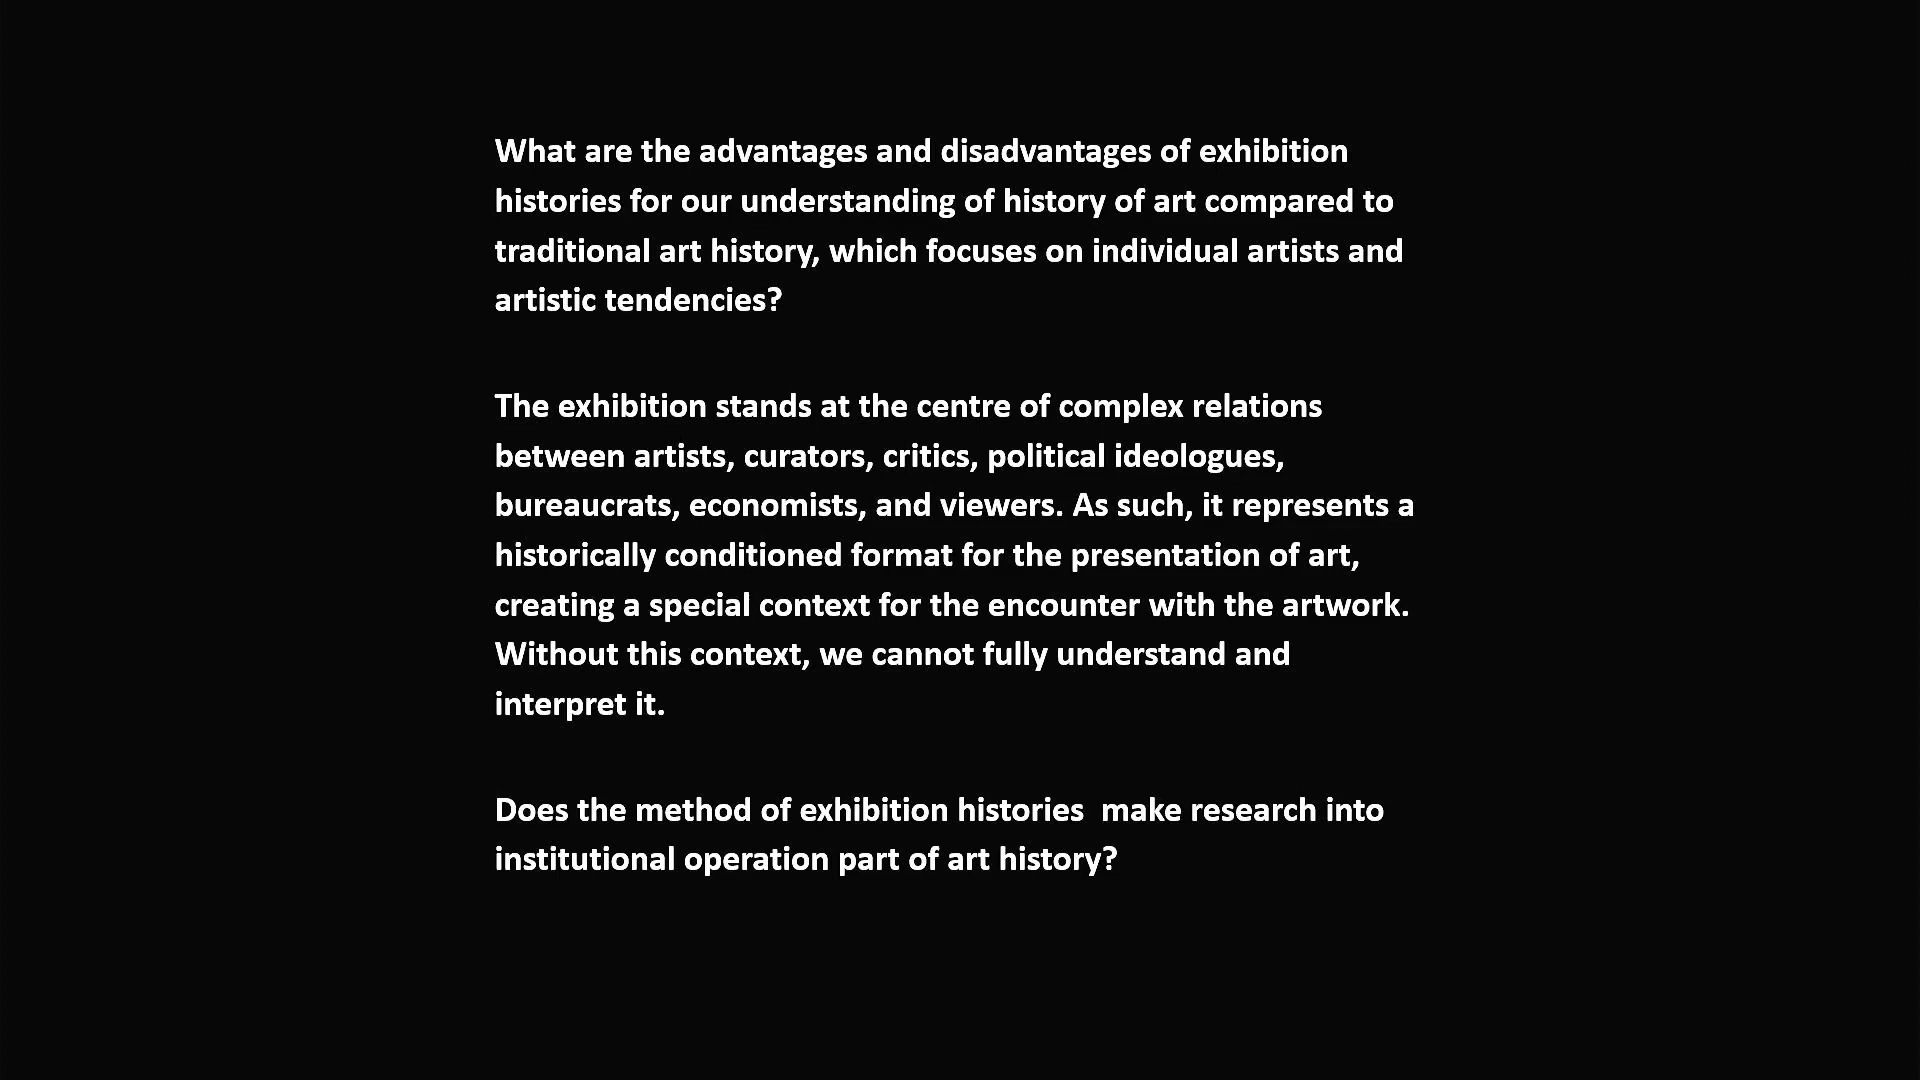 What are the advantages and disadvantages of exhibition
histories for our understanding of history of art compared to
traditional art history, which focuses on individual artists and
artistic tendencies?
The exhibition stands at the centre of complex relations
between artists, curators, critics, political ideologues,
bureaucrats, economists, and viewers. As such, it represents a
historically conditioned format for the presentation of art,
creating a special context for the encounter with the artwork.
Without this context, we cannot fully understand and
interpret it.
Does the method of exhibition histories  make research into
institutional operation part of art history?